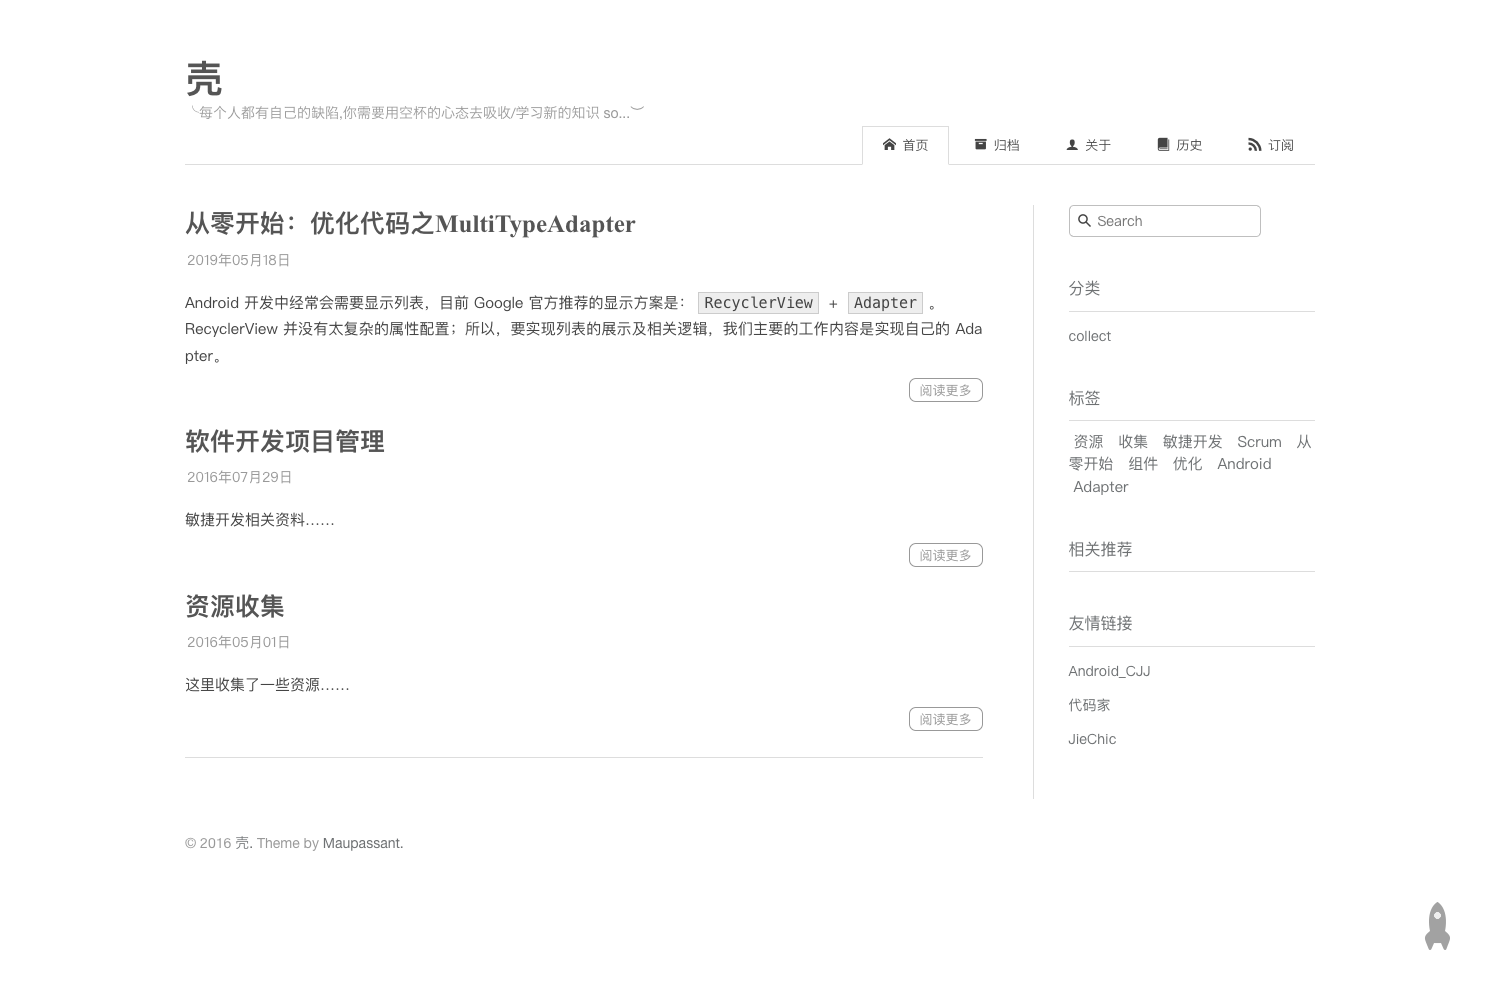 壳
╰每个人都有自己的缺陷,你需要用空杯的心态去吸收/学习新的知识 so...︶
首页 归档 关于 历史 订阅
从零开始：优化代码之MultiTypeAdapter
2019年05月18日
Android 开发中经常会需要显示列表，目前 Google 官方推荐的显示方案是： RecyclerView + Adapter 。
RecyclerView 并没有太复杂的属性配置；所以，要实现列表的展示及相关逻辑，我们主要的工作内容是实现自己的 Ada
pter。
阅读更多
软件开发项目管理
2016年07月29日
敏捷开发相关资料……
阅读更多
资源收集
2016年05月01日
这里收集了一些资源……
阅读更多
Search
分类
collect
标签
资源 收集 敏捷开发 Scrum 从
零开始 组件 优化 Android
Adapter
相关推荐
友情链接
Android_CJJ
代码家
JieChic
© 2016 壳. Theme by Maupassant.